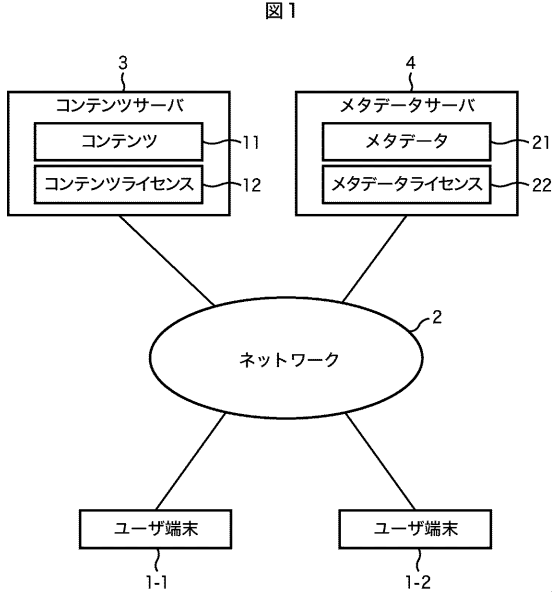 図1
3
4
コンテンツサーバ
メタデータサーバ
コンテンツ
11
メタデータ
21
コンテンツライセンス
12
メタデータライセンス
22
2
ネットワーク
ユーザ端末
ユーザ端末
1-1
1-2